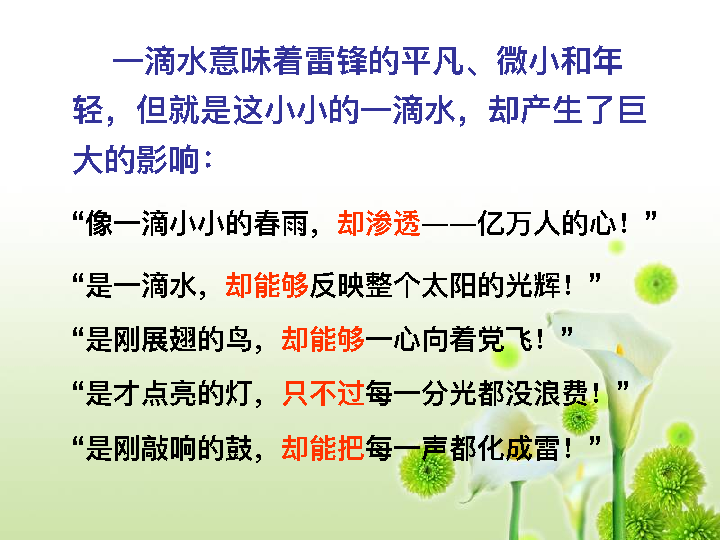 一滴水意味着雷锋的平凡、微小和年
轻，但就是这小小的一滴水，却产生了巨
大的影响：
“像一滴小小的春雨，却渗透——亿万人的心！”
“是一滴水，却能够反映整个太阳的光辉！”
“是刚展翅的鸟，却能够一心向着党飞！”
“是才点亮的灯，只不过每一分光都没浪费！”
“是刚敲响的鼓，却能把每一声都化成雷！”